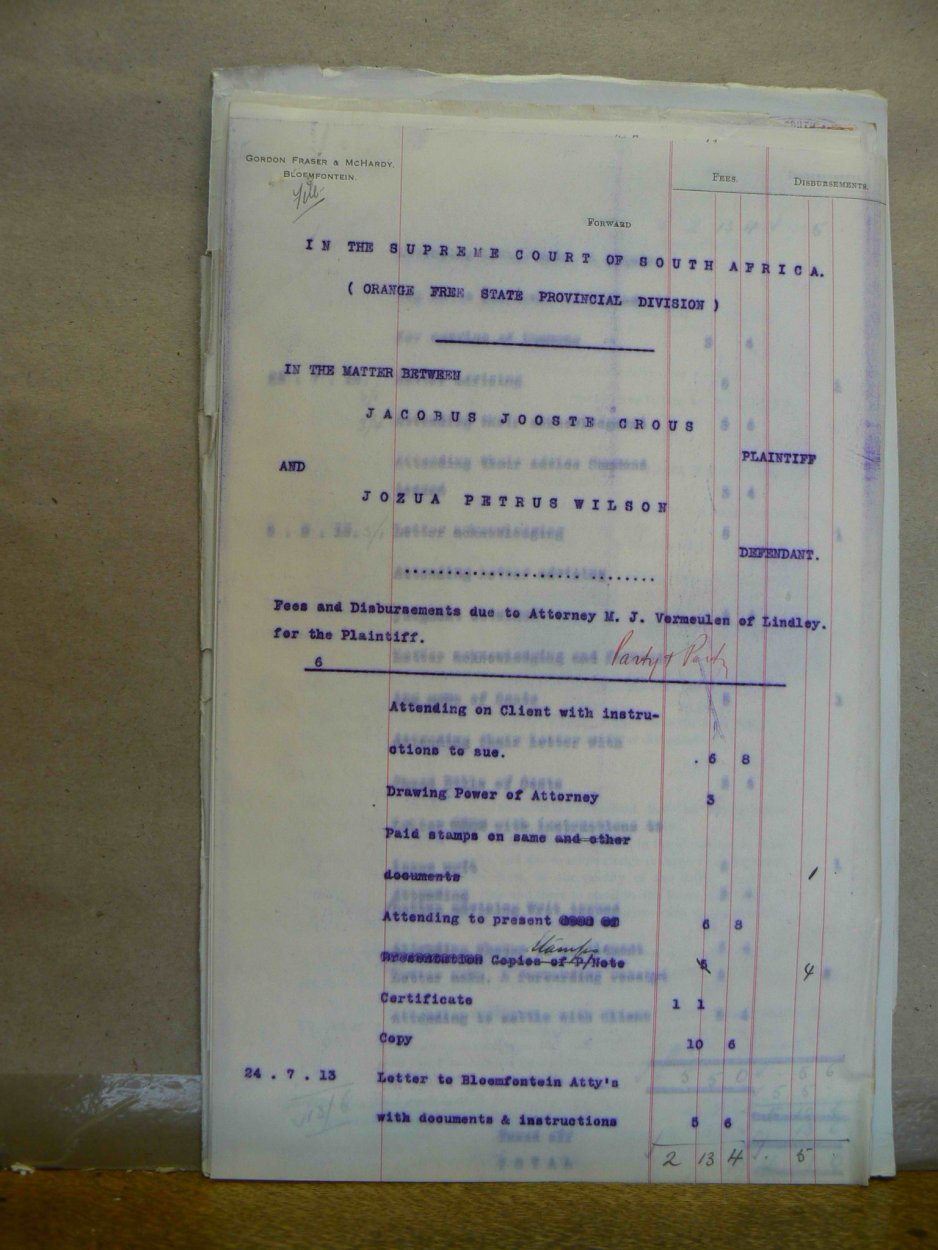 GORDON FRASER & MCHARDY.
BLOEMFONTEIN.
FEES.
DISBURSEMENTS.
FORWARD
IN THE SUPREME COURT OF SOUTH AFRICA.
( ORANGE FREE STATE PROVINCIAL DIVISION )
IN THE MATTER BETWEEN
JACOBUS JOOSTE CROUS
PLAINTIFF
AND
JOZUA PETRUS WILSON
DEFENDANT.
Fees and Disbursements due to Attorney M. J. Vermeulen of Lindley.
for the Plaintiff.
6 Party & Party
Attending on Client with instru-
ctions to sue. . 6 8
Drawing Power of Attorney 3
Paid stamps on same and other
documents 1
Attending to present 6 8
stamps
Presentation Copies of P/Note 5 4
Certificate 1 1
Copy 10 6
24 . 7 . 13 Letter to Bloemfontein Atty's
with documents & instructions 5 6
2 13 4 . 5